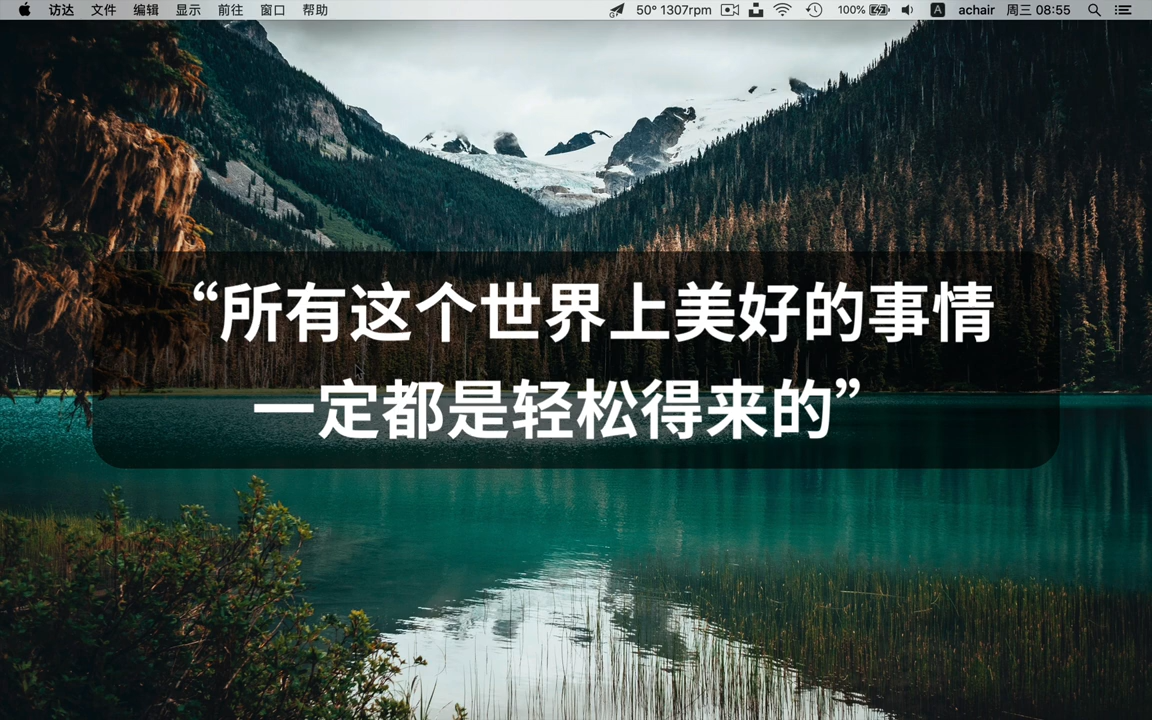 访达 文件 编辑 显示 前往 窗口 帮助 50° 1307rpm 100% A achair 周三 08:55
“所有这个世界上美好的事情
一定都是轻松得来的”